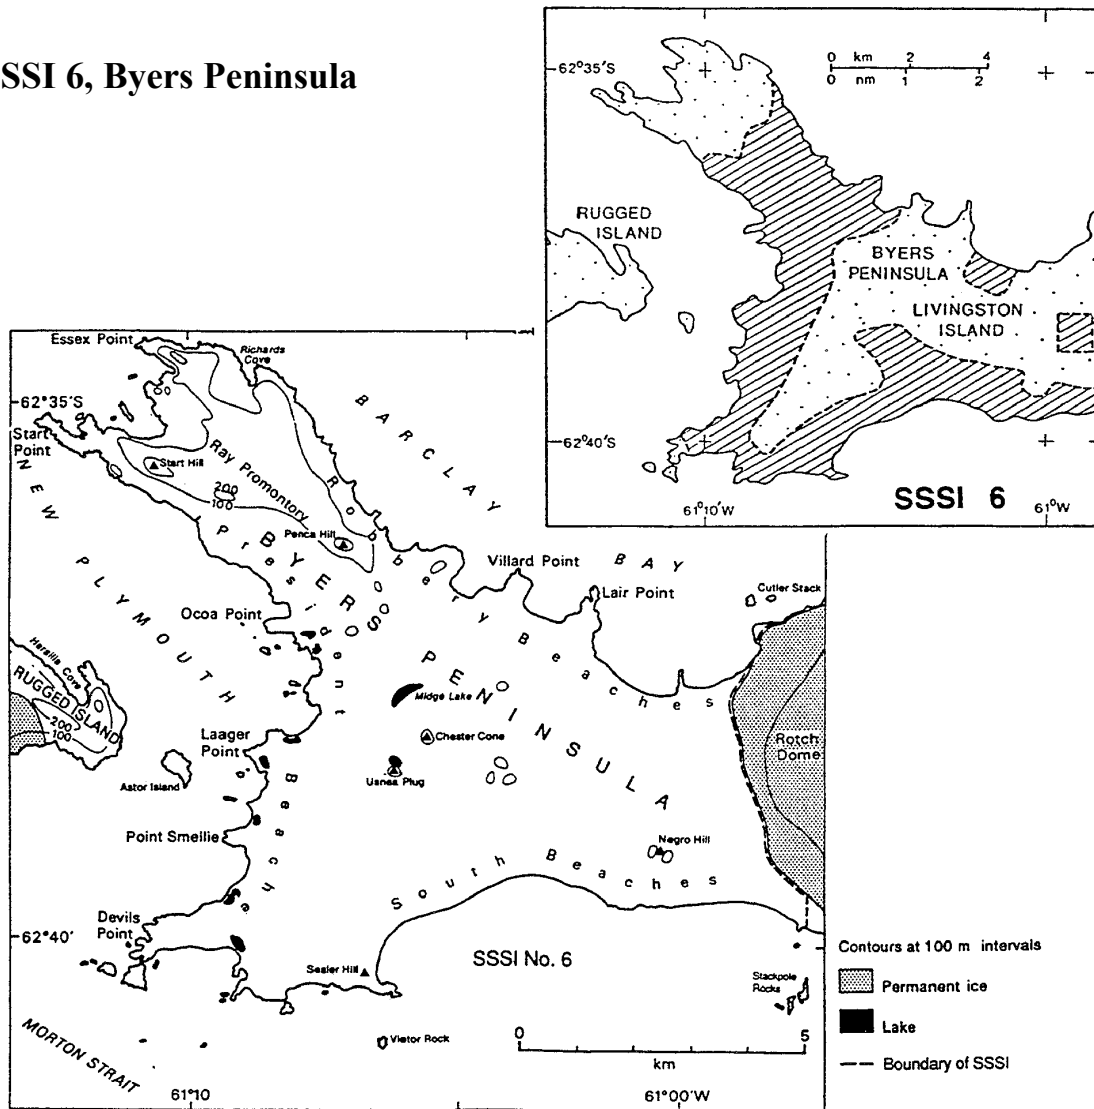 SSI 6, Byers Peninsula
62°35'S
0 km 2 4
0 nm 1 2
RUGGED
ISLAND
BYERS
PENINSULA
LIVINGSTON
ISLAND
62°40'S
61°10'W
61°W
SSSI 6
Essex Point
Richards
Cove
62°35'S
Start
Point
Start Hill
Ray Promontory
200
100
Penca Hill
BARCLAY
BAY
NEW PLYMOUTH
BYERS PENINSULA
President Beaches
Robbery Beaches
Villard Point
Lair Point
Cutler Stack
Ocoa Point
Hersilia Cove
RUGGED ISLAND
200
100
Midge Lake
Chester Cone
Usnea Plug
Laager
Point
Astor Island
Rotch
Dome
Point Smellie
Negro Hill
South Beaches
Devils
Point
62°40'
Sealer Hill
SSSI No. 6
Stackpole
Rocks
Vietor Rock
MORTON STRAIT
0 5
km
61°10
61°00'W
Contours at 100 m intervals
Permanent ice
Lake
Boundary of SSSI